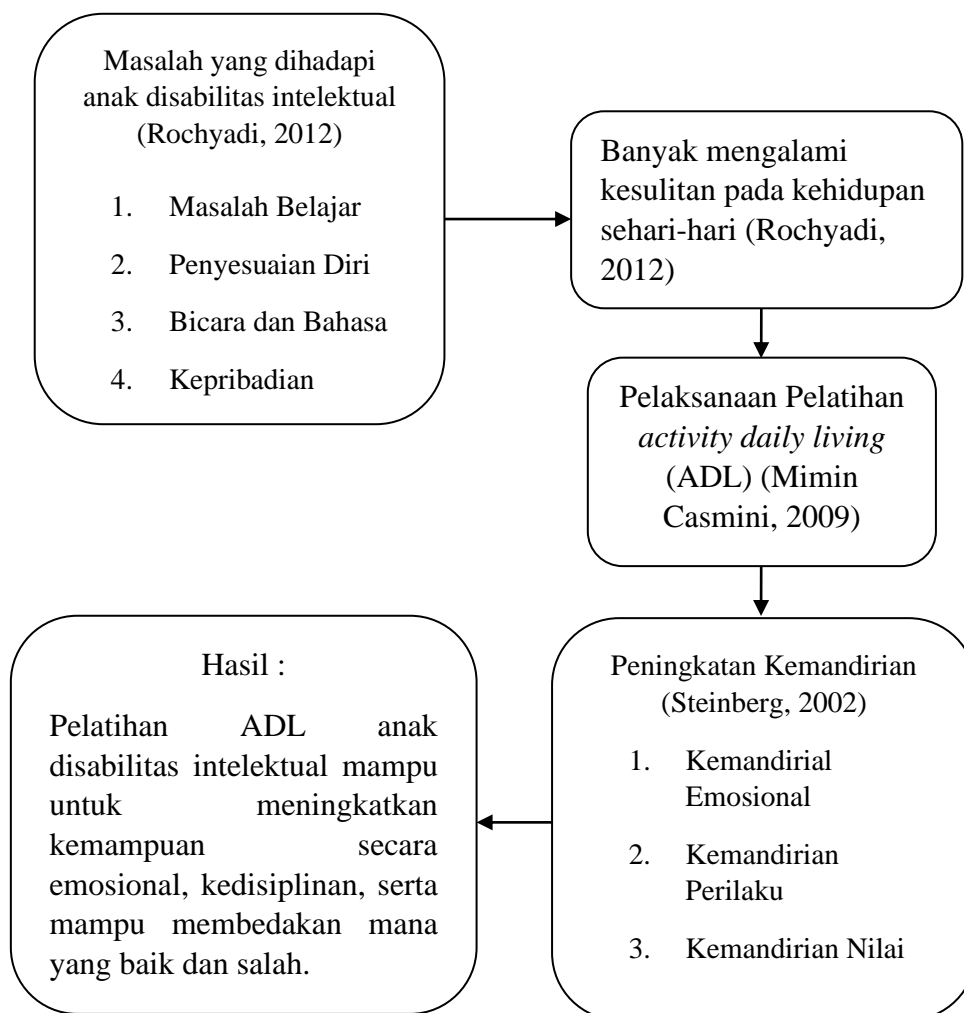 Masalah yang dihadapi
anak disabilitas intelektual
(Rochyadi, 2012)
1. Masalah Belajar
2. Penyesuaian Diri
3. Bicara dan Bahasa
4. Kepribadian
Banyak mengalami
kesulitan pada kehidupan
sehari-hari (Rochyadi,
2012)
Pelaksanaan Pelatihan
activity daily living
(ADL) (Mimin
Casmini, 2009)
Peningkatan Kemandirian
(Steinberg, 2002)
1. Kemandirial
Emosional
2. Kemandirian
Perilaku
3. Kemandirian Nilai
Hasil :
Pelatihan ADL anak
disabilitas intelektual mampu
untuk meningkatkan
kemampuan secara
emosional, kedisiplinan, serta
mampu membedakan mana
yang baik dan salah.